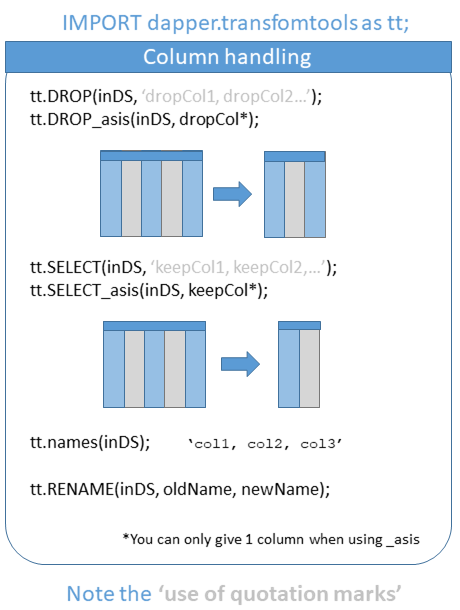 IMPORT dapper.transfomtools as tt;
Column handling
tt.DROP(inDS, ‘dropCol1, dropCol2…’);
tt.DROP_asis(inDS, dropCol*);
tt.SELECT(inDS, ‘keepCol1, keepCol2,…’);
tt.SELECT_asis(inDS, keepCol*);
tt.names(inDS); ‘col1, col2, col3’
tt.RENAME(inDS, oldName, newName);
*You can only give 1 column when using _asis
Note the ‘use of quotation marks’